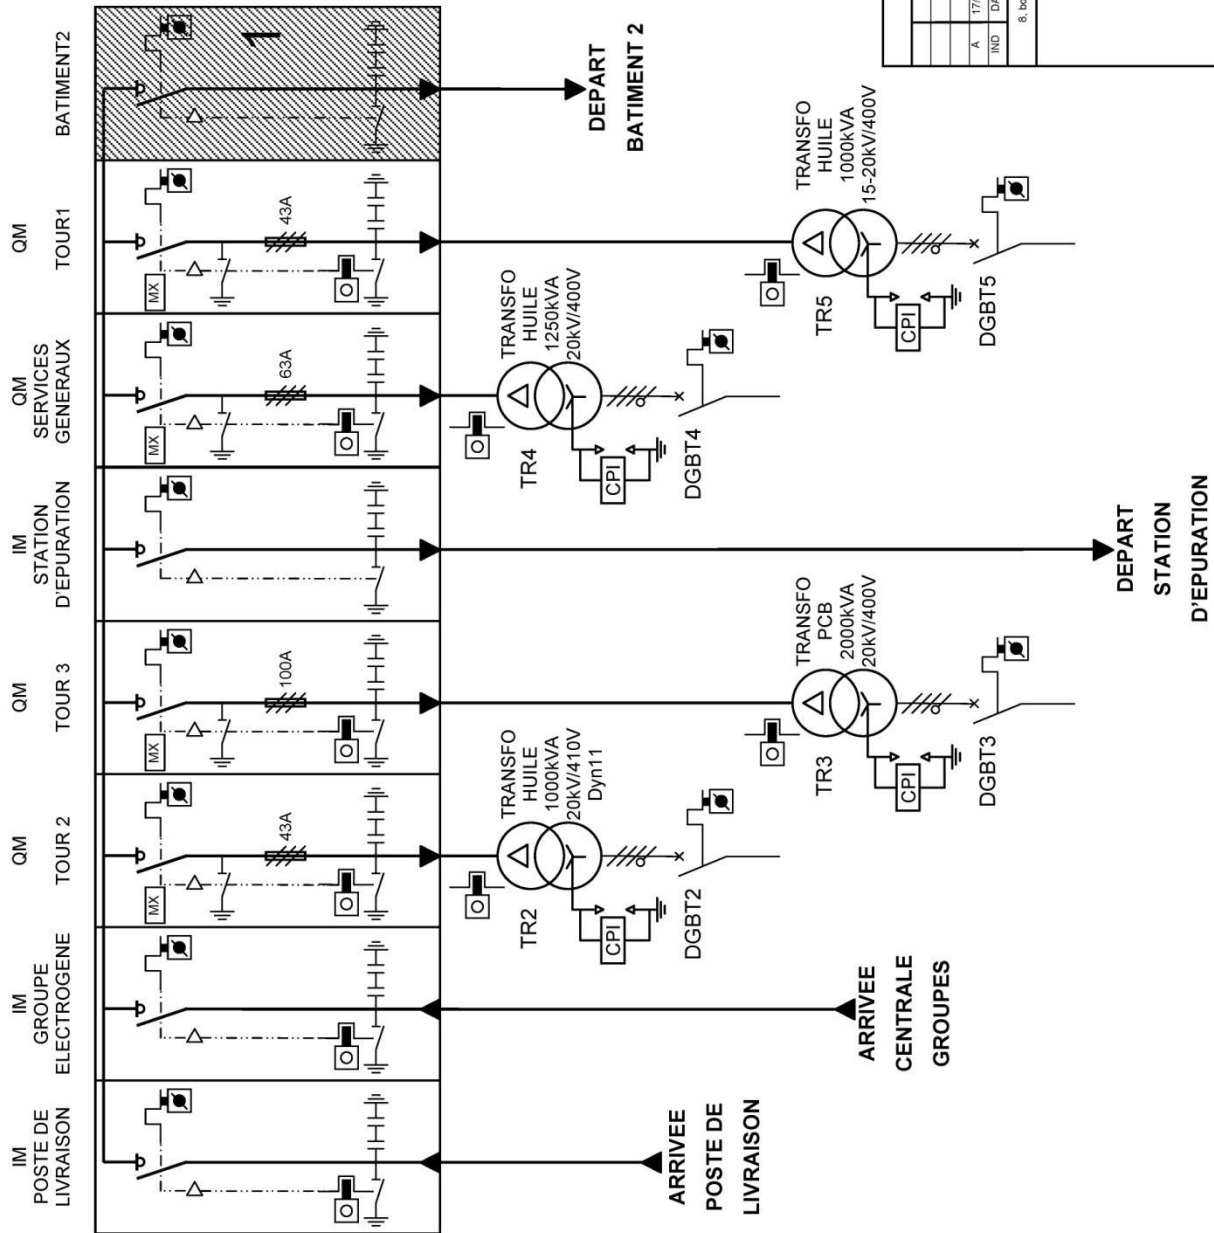 IM
POSTE DE
LIVRAISON
IM
GROUPE
ELECTROGENE
QM
TOUR 2
QM
TOUR 3
IM
STATION
D'EPURATION
QM
SERVICES
GENERAUX
QM
TOUR1
BATIMENT2
MX
43A
MX
100A
MX
63A
MX
43A
1
ARRIVEE
POSTE DE
LIVRAISON
ARRIVEE
CENTRALE
GROUPES
TRANSFO
HUILE
1000kVA
20kV/410V
Dyn11
TR2
CPI
DGBT2
TRANSFO
PCB
2000kVA
20kV/400V
TR3
CPI
DGBT3
DEPART
STATION
D'EPURATION
TRANSFO
HUILE
1250kVA
20kV/400V
TR4
CPI
DGBT4
TRANSFO
HUILE
1000kVA
15-20kV/400V
TR5
CPI
DGBT5
DEPART
BATIMENT 2
A
IND